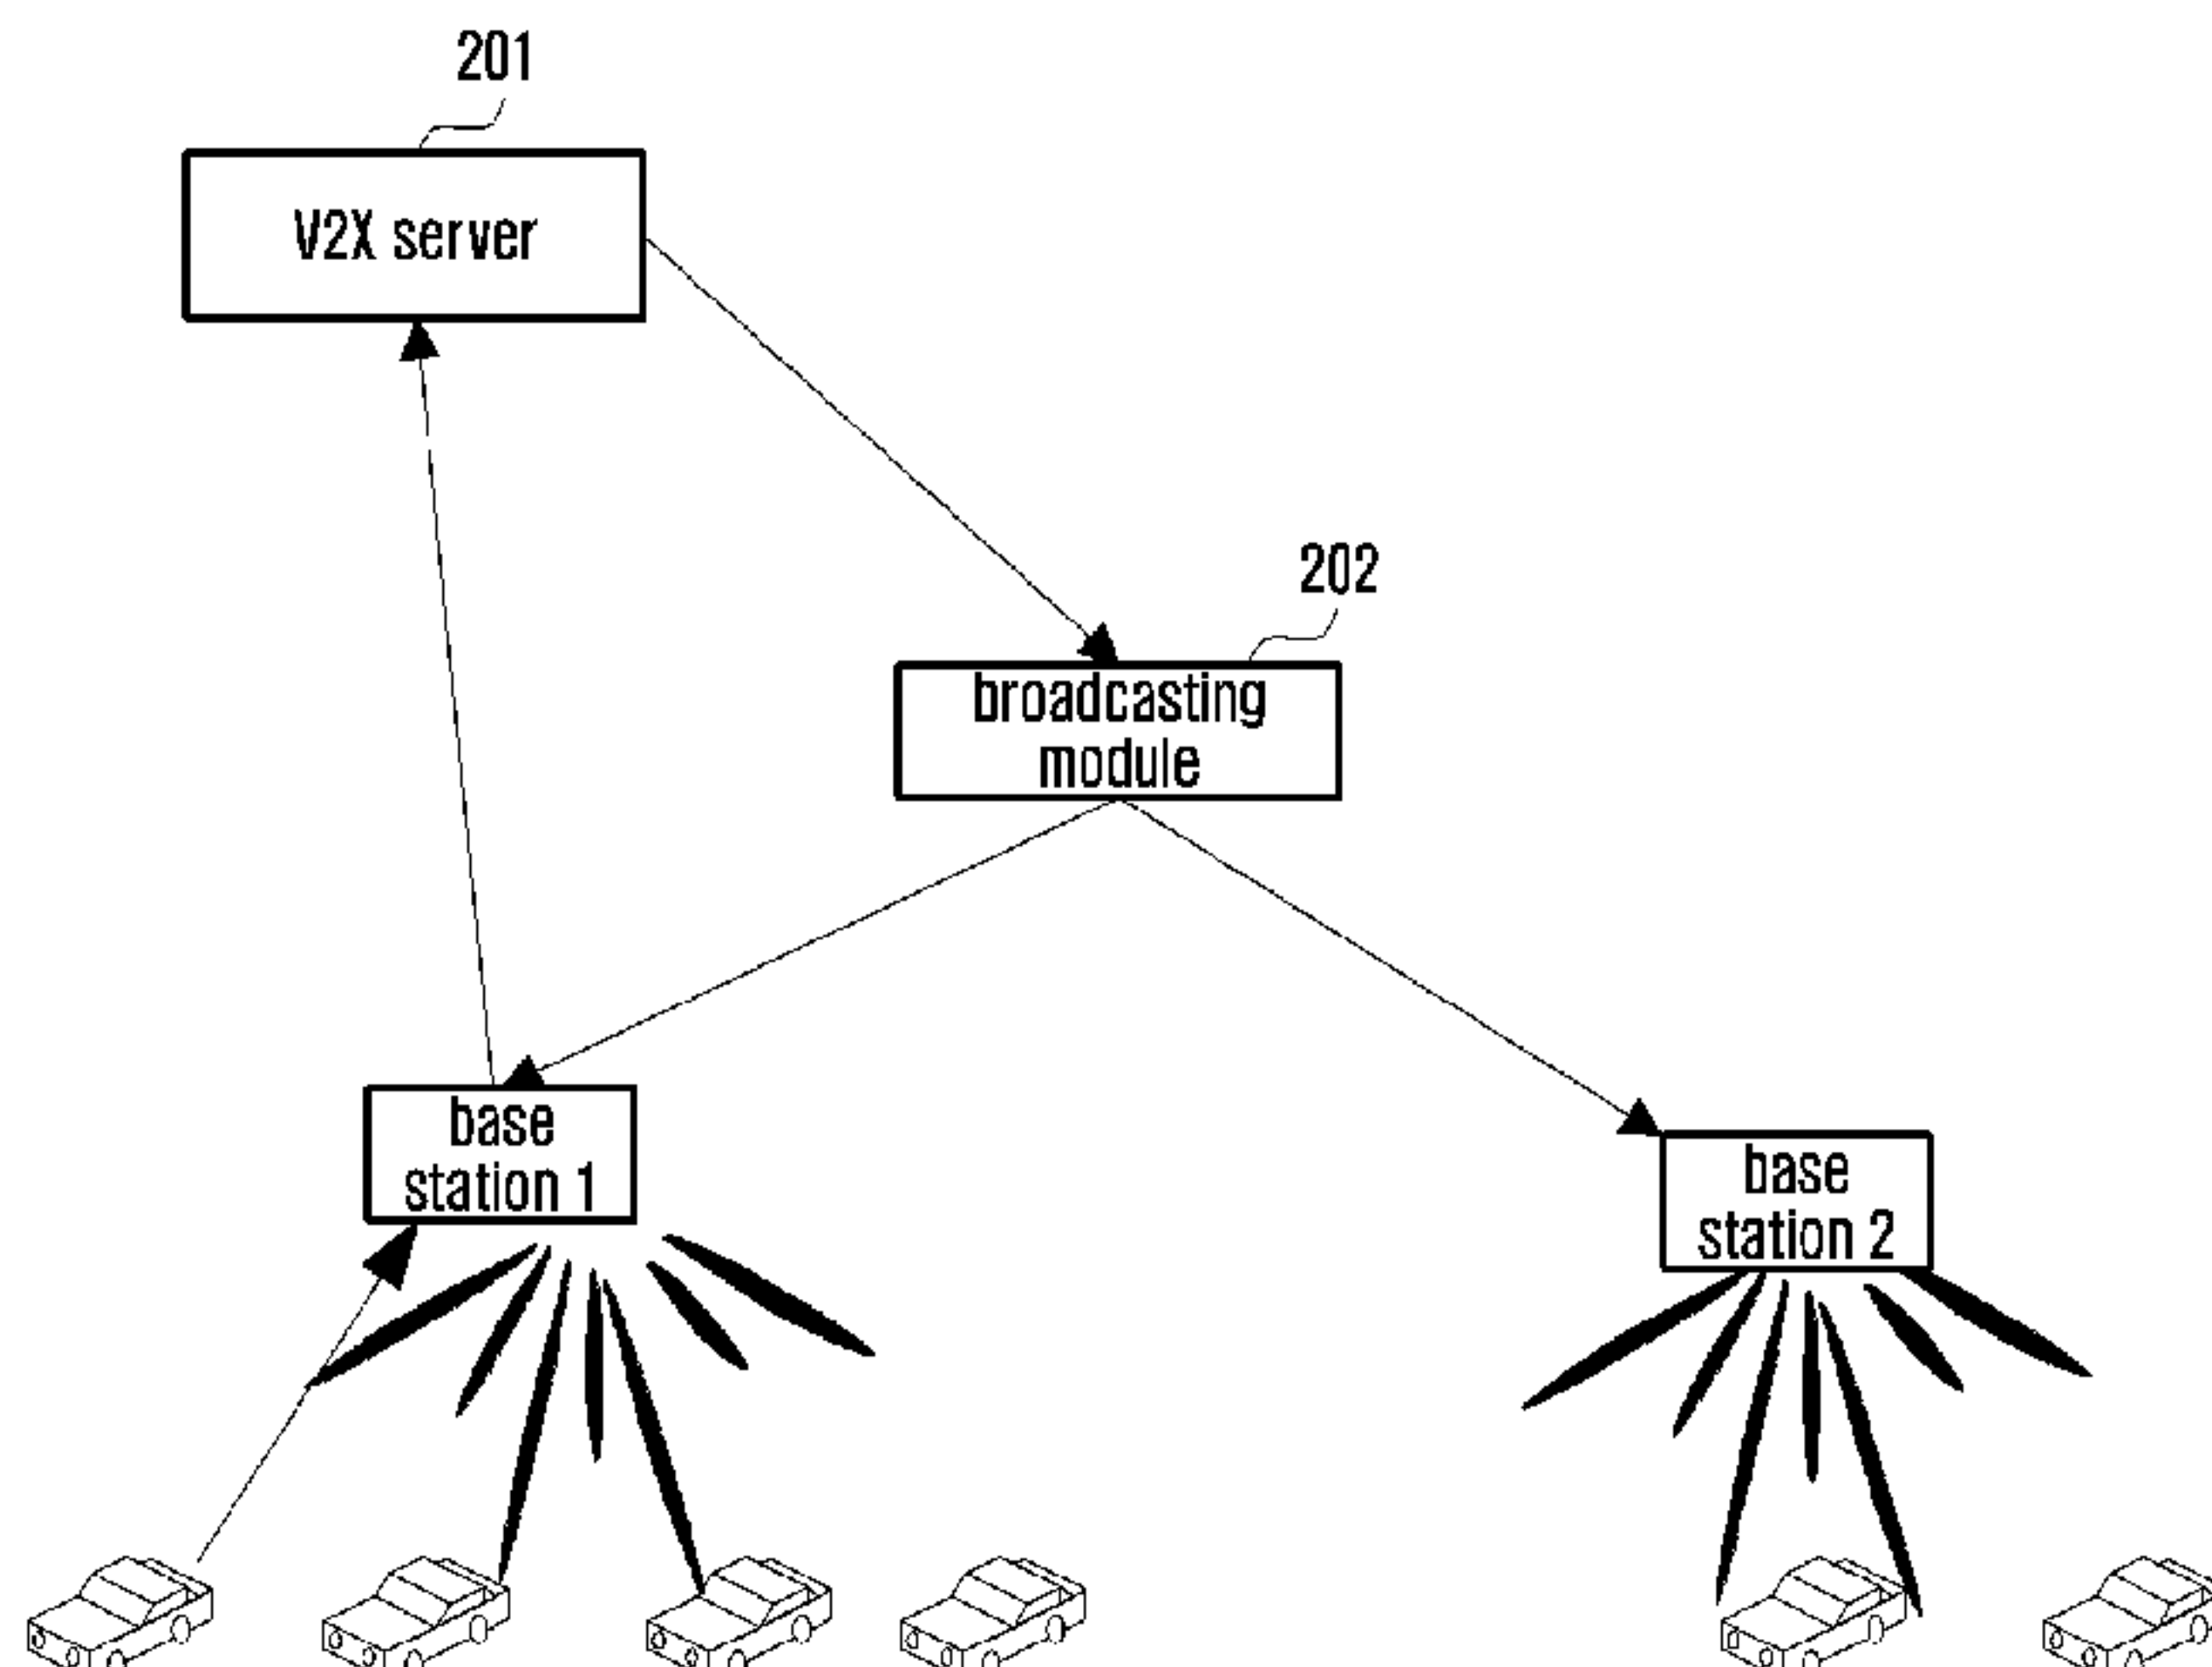 201
V2X server
202
broadcasting
module
base
station 1
base
station 2